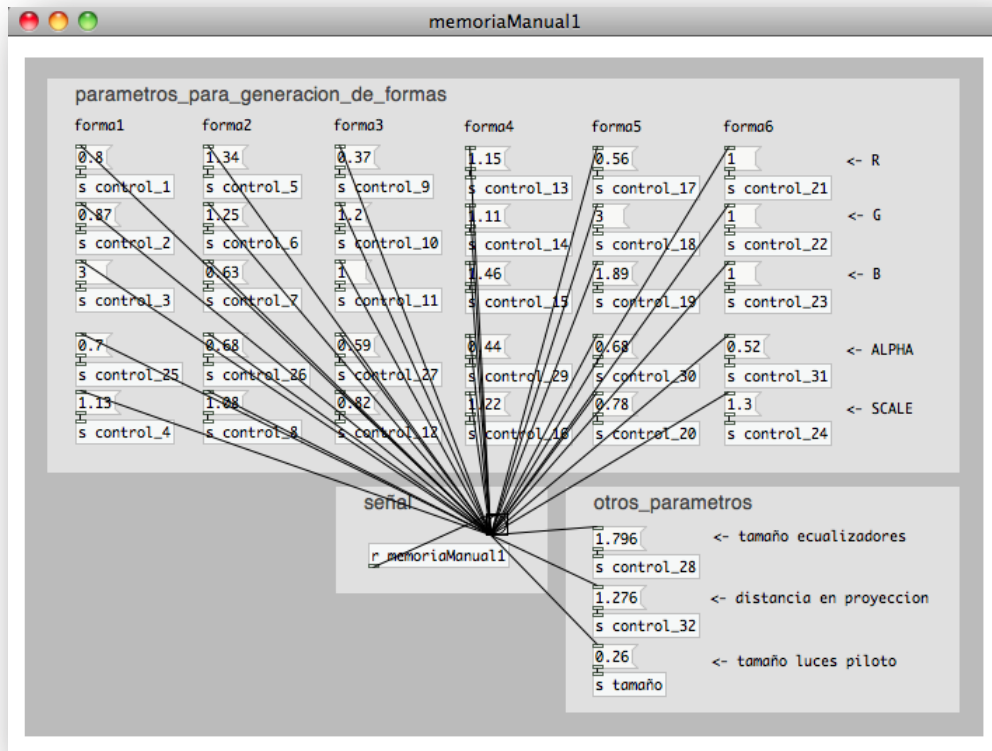 memoriaManual1
parametros_para_generacion_de_formas
forma1 forma2 forma3 forma4 forma5 forma6
0.8 1.34 0.37 1.15 0.56 1 <- R
s control_1 s control_5 s control_9 s control_13 s control_17 s control_21
0.87 1.25 1.2 1.11 3 1 <- G
s control_2 s control_6 s control_10 s control_14 s control_18 s control_22
3 0.63 1 1.46 1.89 1 <- B
s control_3 s control_7 s control_11 s control_15 s control_19 s control_23
0.7 0.68 0.59 0.44 0.68 0.52 <- ALPHA
s control_25 s control_26 s control_27 s control_29 s control_30 s control_31
1.13 1.08 0.82 1.22 0.78 1.3 <- SCALE
s control_4 s control_8 s control_12 s control_16 s control_20 s control_24
señal
r memoriaManual1
otros_parametros
1.796 <- tamaño ecualizadores
s control_28
1.276 <- distancia en proyeccion
s control_32
0.26 <- tamaño luces piloto
s tamaño